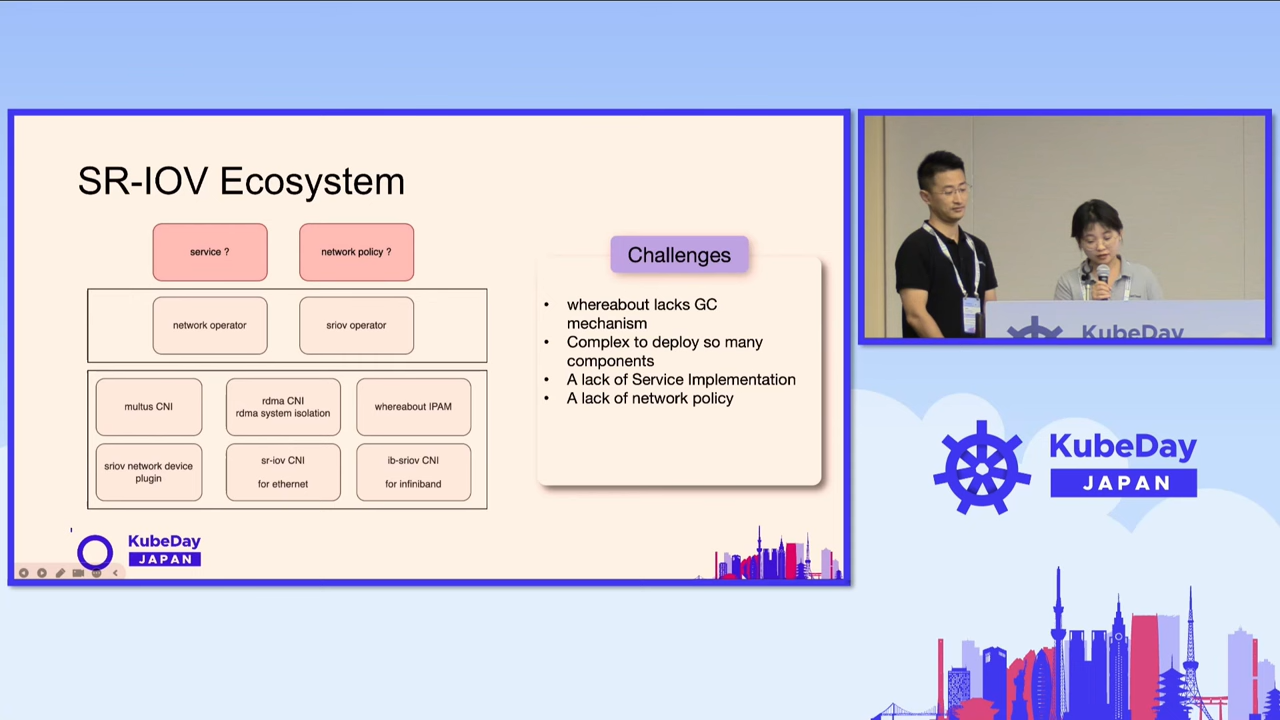 SR-IOV Ecosystem
service ?
network policy ?
network operator
sriov operator
multus CNI
rdma CNI
rdma system isolation
whereabout IPAM
sriov network device
plugin
sr-iov CNI
for ethernet
ib-sriov CNI
for infiniband
Challenges
• whereabout lacks GC
mechanism
• Complex to deploy so many
components
• A lack of Service Implementation
• A lack of network policy
KubeDay
JAPAN
KubeDay
KubeDay
JAPAN